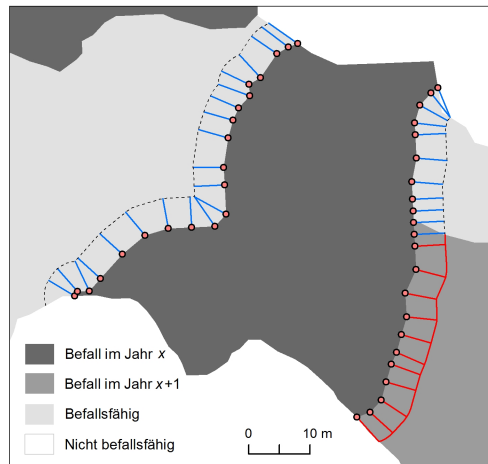 Befall im Jahr x
Befall im Jahr x+1
Befallsfähig
Nicht befallsfähig
0 10 m